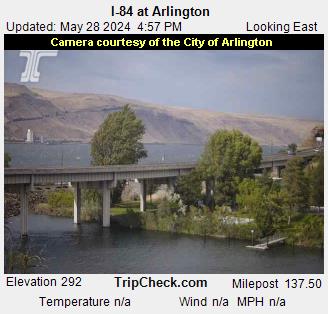 I-84 at Arlington
Updated: May 28 2024 4:57 PM Looking East
Camera courtesy of the City of Arlington
Elevation 292 TripCheck.com Milepost 137.50
Temperature n/a Wind n/a MPH n/a